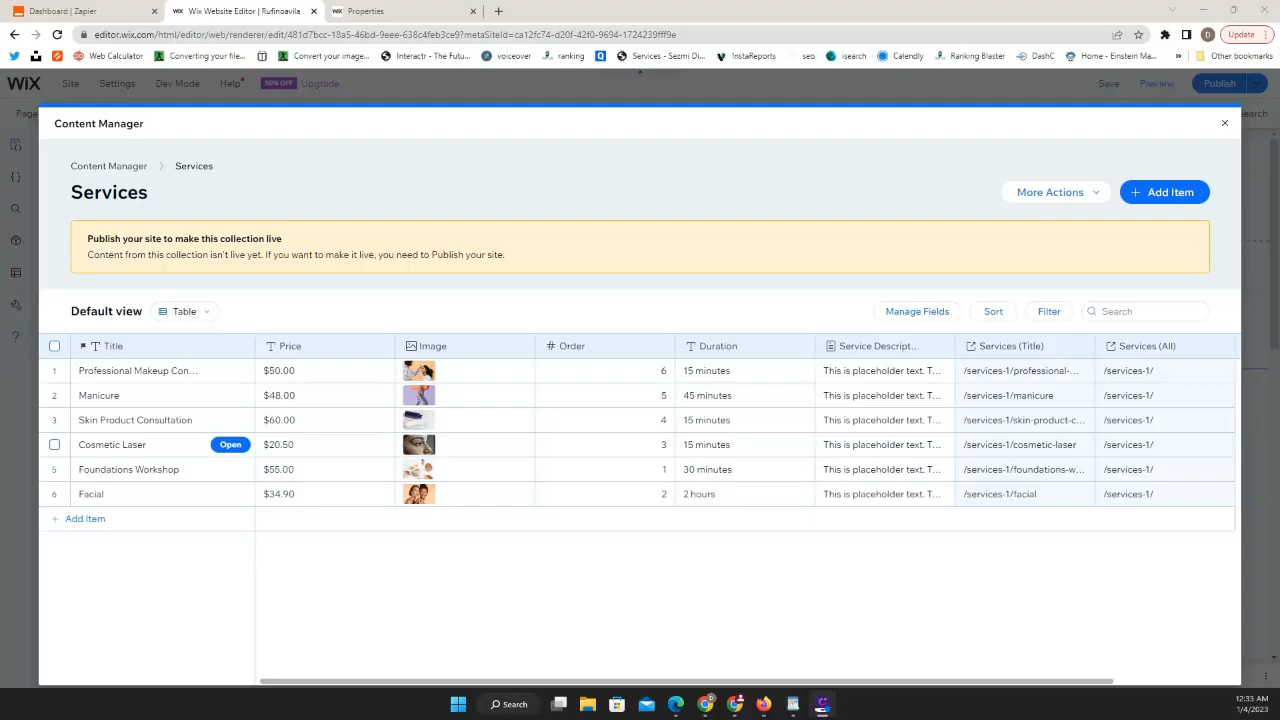 Dashboard | Zapier
Wix Website Editor | Rufinoavila
Properties
editor.wix.com/html/editor/web/renderer/edit/481d7bcc-18a5-46bd-9eee-638c4feb3ce9?metaSiteId=ca12fc74-d20f-42f0-9694-1724239fff9e
Update
Web Calculator
Converting your file...
Convert your image...
Interactr - The Futu...
voiceover
ranking
Services - Sezmi Di...
InstaReports
seo
isearch
Calendly
Ranking Blaster
DashC
Home - Einstein Ma...
Other bookmarks
WIX
Site
Settings
Dev Mode
Help
50% OFF
Upgrade
Save
Preview
Publish
Page
earch
Content Manager
Content Manager > Services
Services
More Actions
+ Add Item
Publish your site to make this collection live
Content from this collection isn't live yet. If you want to make it live, you need to Publish your site.
Default view
Table
Manage Fields
Sort
Filter
Search
Title Price Image # Order Duration Service Descript... Services (Title) Services (All)
1 Professional Makeup Con... $50.00 6 15 minutes This is placeholder text. T... /services-1/professional-... /services-1/
2 Manicure $48.00 5 45 minutes This is placeholder text. T... /services-1/manicure /services-1/
3 Skin Product Consultation $60.00 4 15 minutes This is placeholder text. T... /services-1/skin-product-c... /services-1/
Cosmetic Laser Open $20.50 3 15 minutes This is placeholder text. T... /services-1/cosmetic-laser /services-1/
5 Foundations Workshop $55.00 1 30 minutes This is placeholder text. T... /services-1/foundations-w... /services-1/
6 Facial $34.90 2 2 hours This is placeholder text. T... /services-1/facial /services-1/
+ Add Item
Search
12:33 AM
1/4/2023